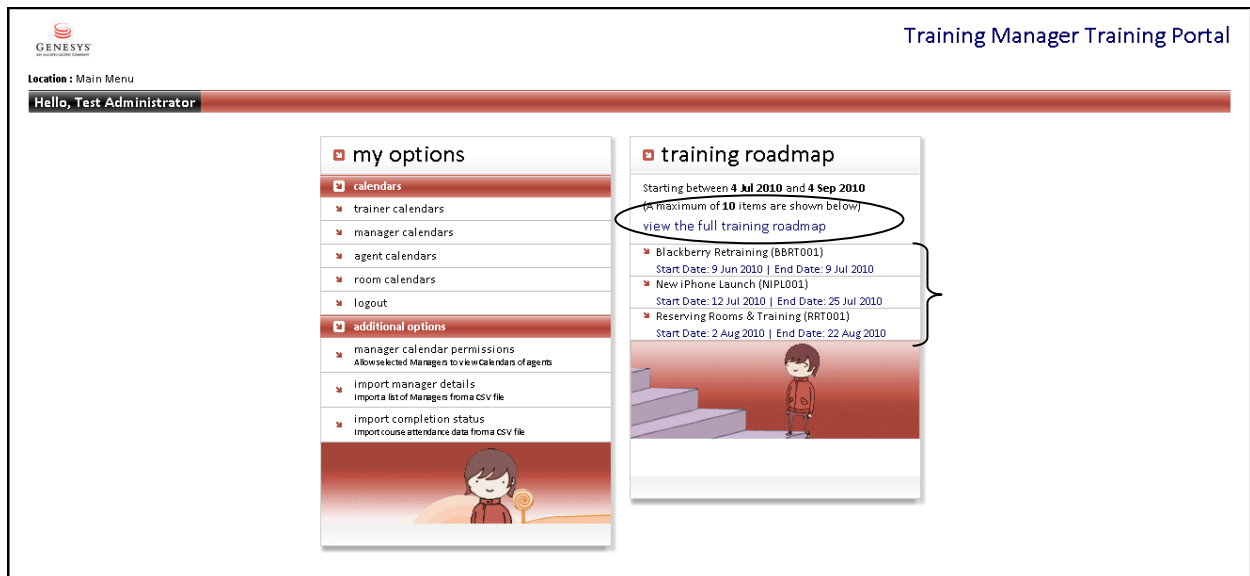 GENESYS
AN ALCATEL-LUCENT COMPANY
Training Manager Training Portal
Location : Main Menu
Hello, Test Administrator
my options
calendars
trainer calendars
manager calendars
agent calendars
room calendars
logout
additional options
manager calendar permissions
Allow selected Managers to view Calendars of agents
import manager details
Import a list of Managers from a CSV file
import completion status
Import course attendance data from a CSV file
training roadmap
Starting between 4 Jul 2010 and 4 Sep 2010
(A maximum of 10 items are shown below)
view the full training roadmap
Blackberry Retraining (BBRT001)
Start Date: 9 Jun 2010 | End Date: 9 Jul 2010
New iPhone Launch (NIPL001)
Start Date: 12 Jul 2010 | End Date: 25 Jul 2010
Reserving Rooms & Training (RRT001)
Start Date: 2 Aug 2010 | End Date: 22 Aug 2010